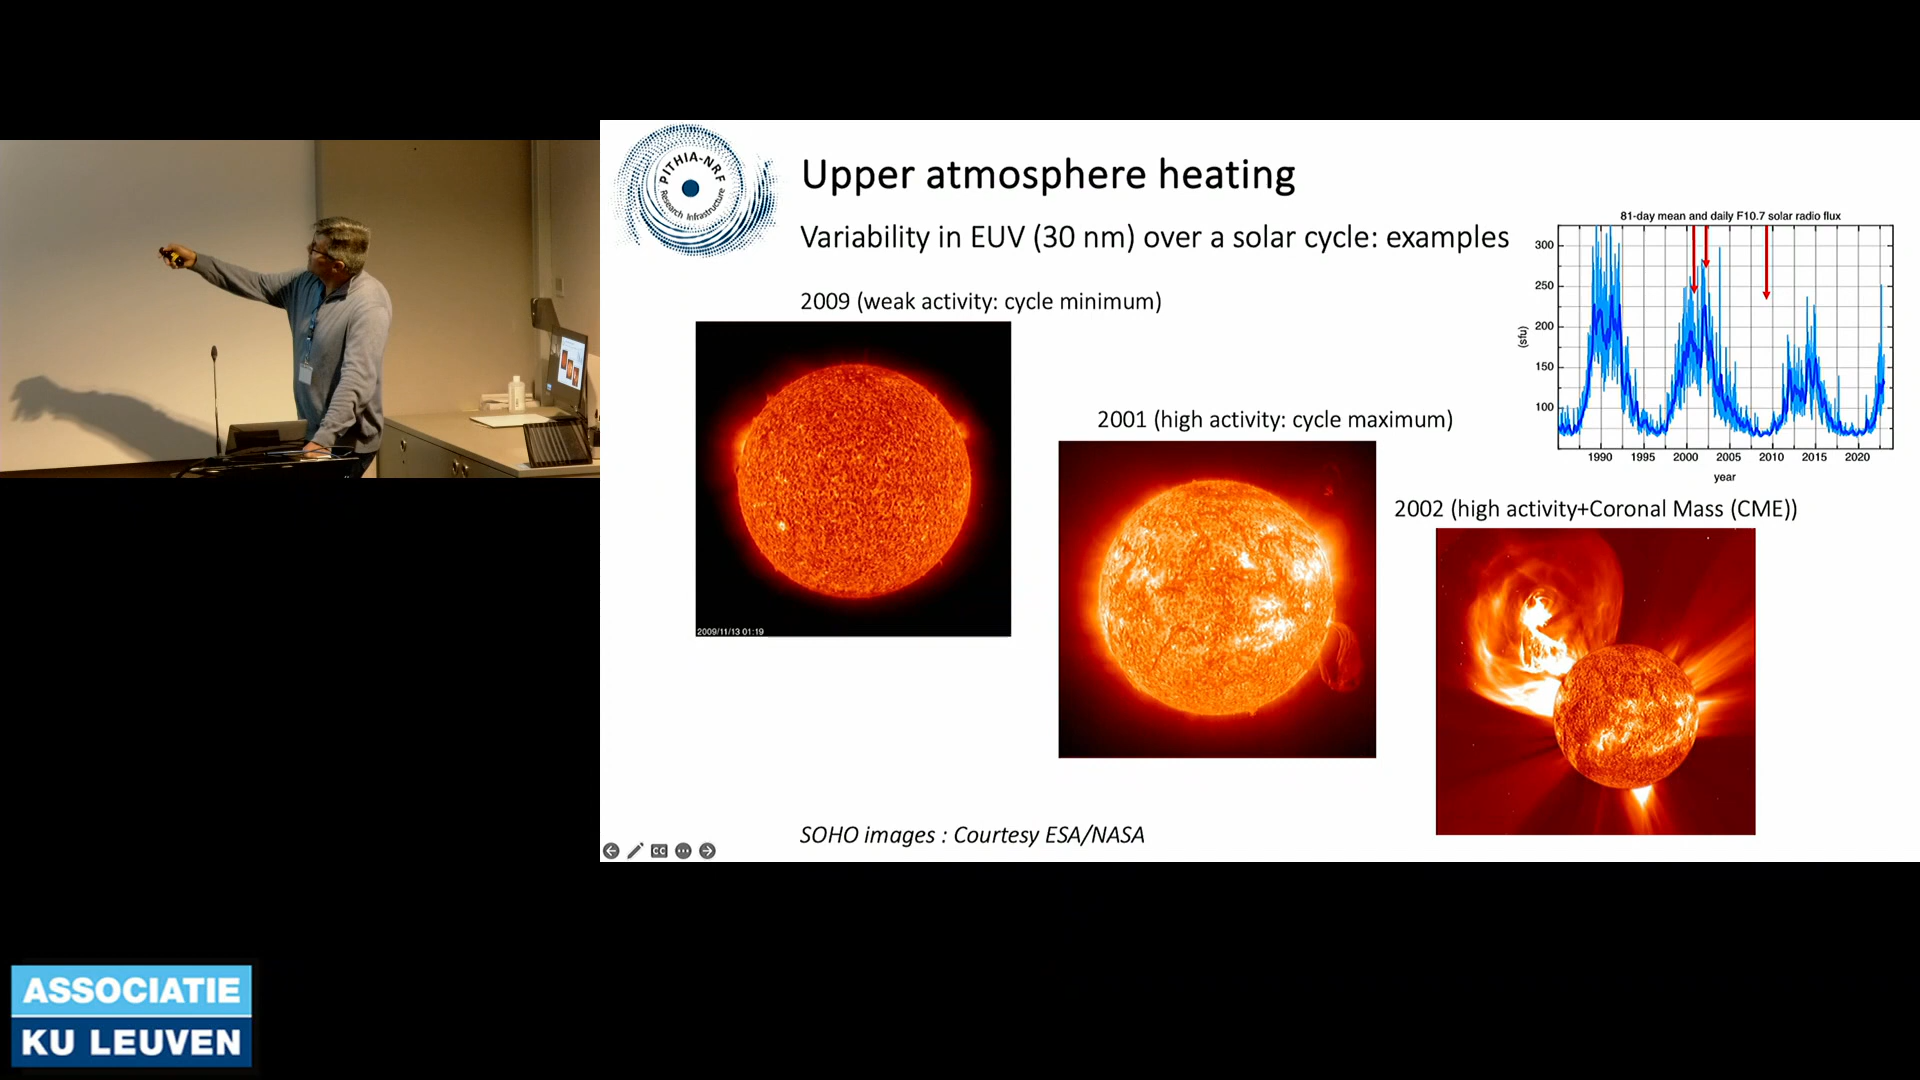 PITHIA-NRF
Research Infrastructure
Upper atmosphere heating
Variability in EUV (30 nm) over a solar cycle: examples
2009 (weak activity: cycle minimum)
2009/11/13 01:19
2001 (high activity: cycle maximum)
81-day mean and daily F10.7 solar radio flux
300
250
200
150
100
(sfu)
1990 1995 2000 2005 2010 2015 2020
year
2002 (high activity+Coronal Mass (CME))
SOHO images : Courtesy ESA/NASA
CC
ASSOCIATIE
KU LEUVEN